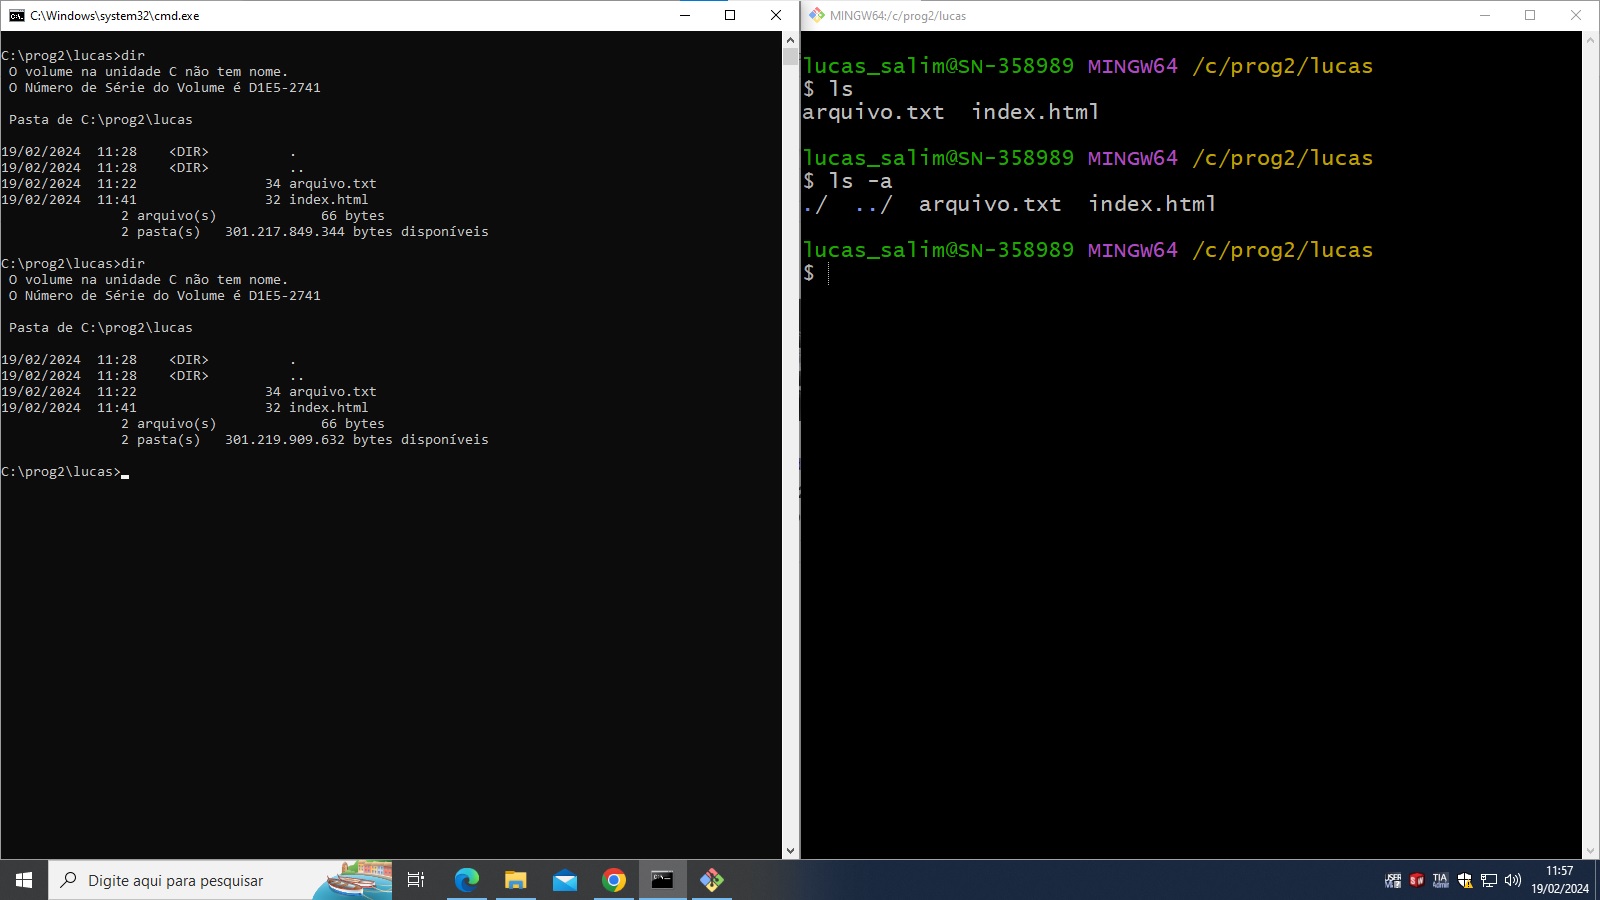 C:\Windows\system32\cmd.exe
C:\prog2\lucas>dir
 O volume na unidade C não tem nome.
 O Número de Série do Volume é D1E5-2741
 Pasta de C:\prog2\lucas
19/02/2024  11:28    <DIR>          .
19/02/2024  11:28    <DIR>          ..
19/02/2024  11:22                34 arquivo.txt
19/02/2024  11:41                32 index.html
               2 arquivo(s)             66 bytes
               2 pasta(s)   301.217.849.344 bytes disponíveis
C:\prog2\lucas>dir
 O volume na unidade C não tem nome.
 O Número de Série do Volume é D1E5-2741
 Pasta de C:\prog2\lucas
19/02/2024  11:28    <DIR>          .
19/02/2024  11:28    <DIR>          ..
19/02/2024  11:22                34 arquivo.txt
19/02/2024  11:41                32 index.html
               2 arquivo(s)             66 bytes
               2 pasta(s)   301.219.909.632 bytes disponíveis
C:\prog2\lucas>
MINGW64:/c/prog2/lucas
lucas_salim@SN-358989 MINGW64 /c/prog2/lucas
$ ls
arquivo.txt  index.html
lucas_salim@SN-358989 MINGW64 /c/prog2/lucas
$ ls -a
./  ../  arquivo.txt  index.html
lucas_salim@SN-358989 MINGW64 /c/prog2/lucas
$
Digite aqui para pesquisar
TIA
Admin
11:57
19/02/2024